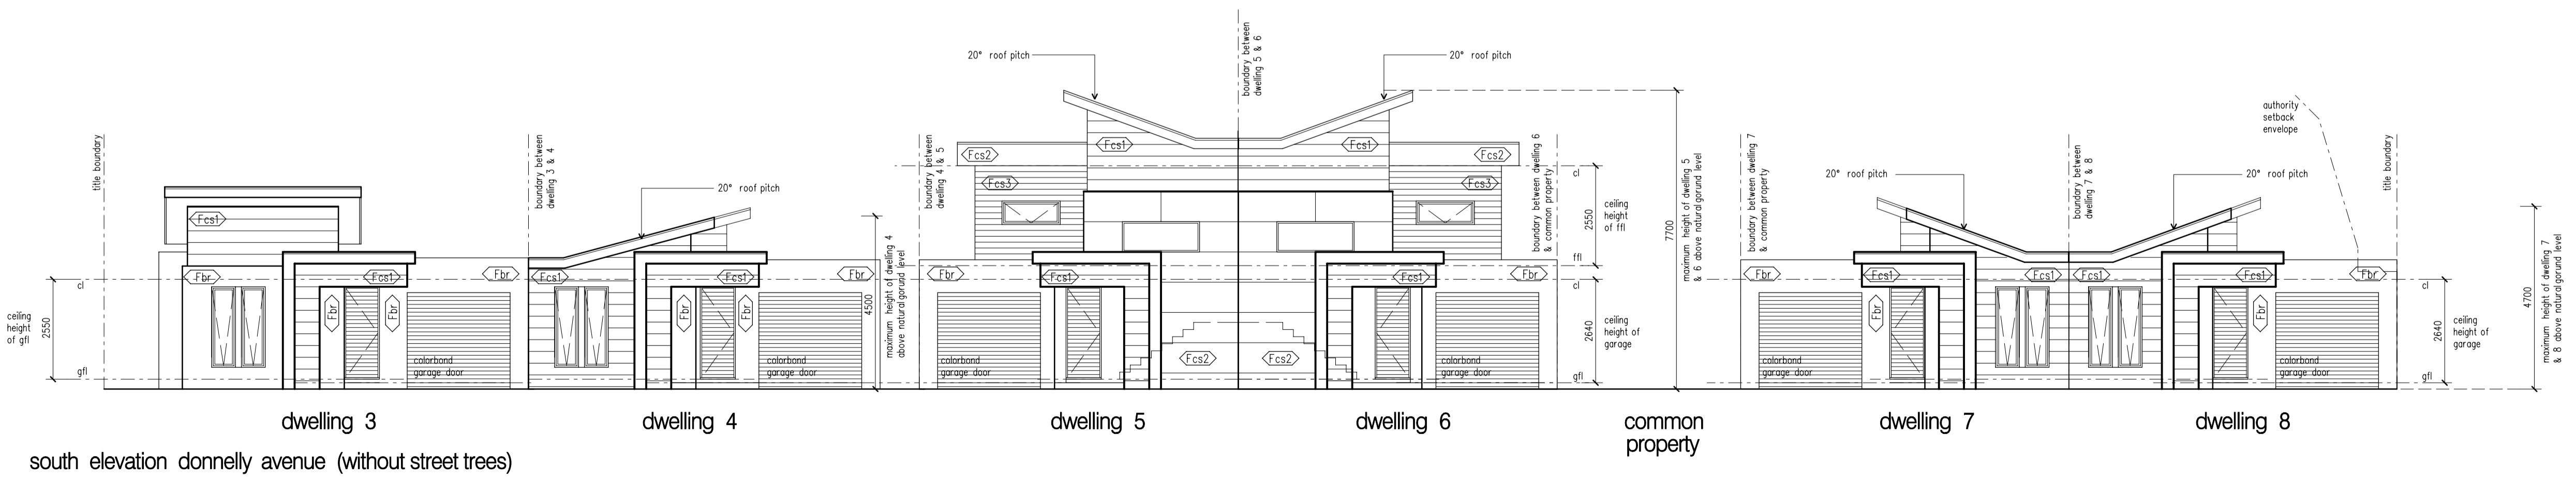 title boundary
Fcs1
Fbr
Fcs1
Fbr
Fbr
Fbr
colorbond
garage door
cl
ceiling
height
of gfl
2550
gfl
dwelling 3
boundary between
dwelling 3 & 4
20° roof pitch
Fcs1
Fcs1
Fbr
Fbr
Fbr
colorbond
garage door
4500
maximum height of dwelling 4
above natural gorund level
dwelling 4
boundary between
dwelling 4 & 5
20° roof pitch
boundary between
dwelling 5 & 6
20° roof pitch
Fcs2
Fcs1
Fcs1
Fcs2
Fcs3
Fcs3
Fbr
Fcs1
Fcs1
Fbr
colorbond
garage door
Fcs2
Fcs2
colorbond
garage door
boundary between dwelling 6
& common property
cl
2550
ceiling
height
of ffl
ffl
cl
2640
ceiling
height of
garage
gfl
7700
maximum height of dwelling 5
& 6 above natural gorund level
dwelling 5
dwelling 6
common
property
boundary between dwelling 7
& common property
20° roof pitch
boundary between
dwelling 7 & 8
20° roof pitch
authority
setback
envelope
title boundary
Fbr
Fcs1
Fcs1
Fcs1
Fcs1
Fbr
Fbr
Fbr
colorbond
garage door
colorbond
garage door
cl
2640
ceiling
height of
garage
gfl
4700
maximum height of dwelling 7
& 8 above natural gorund level
dwelling 7
dwelling 8
south elevation donnelly avenue (without street trees)